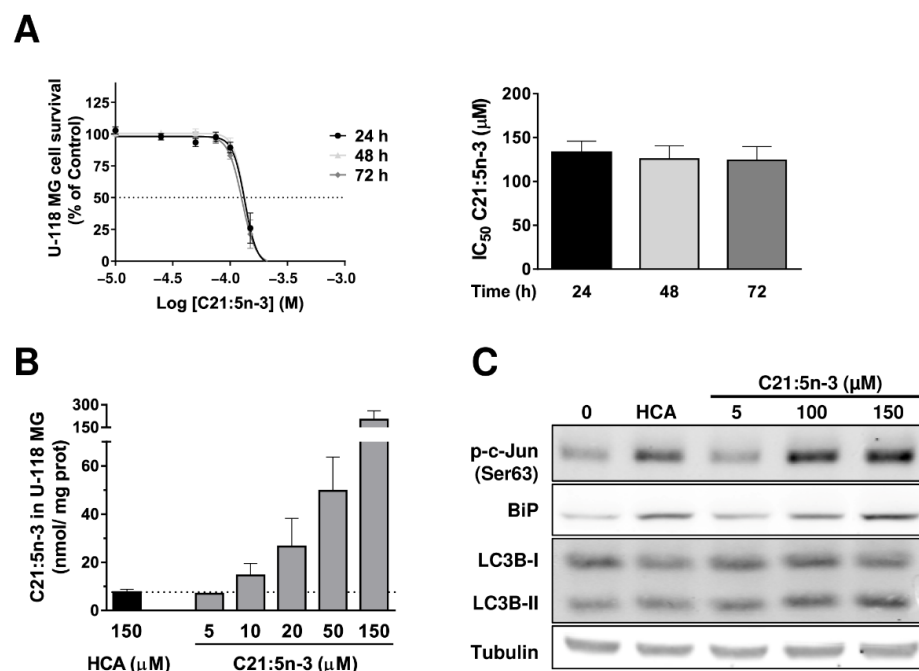 A
U-118 MG cell survival
(% of Control)
125
100
75
50
25
0
–5.0 –4.5 –4.0 –3.5 –3.0
Log [C21:5n-3] (M)
24 h
48 h
72 h
IC50 C21:5n-3 (µM)
200
150
100
50
0
Time (h) 24 48 72
B
C21:5n-3 in U-118 MG
(nmol/ mg prot)
300
150
60
40
20
0
150 5 10 20 50 150
HCA (µM) C21:5n-3 (µM)
C
C21:5n-3 (µM)
0 HCA 5 100 150
p-c-Jun
(Ser63)
BiP
LC3B-I
LC3B-II
Tubulin